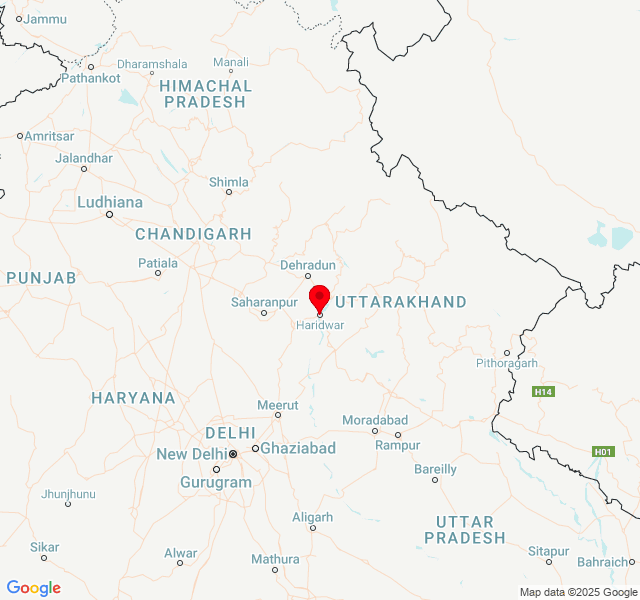 Jammu
Manali
Dharamshala
Pathankot
HIMACHAL
PRADESH
Amritsar
Jalandhar
Shimla
Ludhiana
CHANDIGARH
Patiala
Dehradun
PUNJAB
Saharanpur
UTTARAKHAND
Haridwar
Pithoragarh
H14
HARYANA
Meerut
Moradabad
DELHI
Rampur
Ghaziabad
New Delhi
H01
Gurugram
Bareilly
Jhunjhunu
Aligarh
UTTAR
PRADESH
Sikar
Alwar
Mathura
Sitapur
Bahraich
Google
Map data ©2025 Google